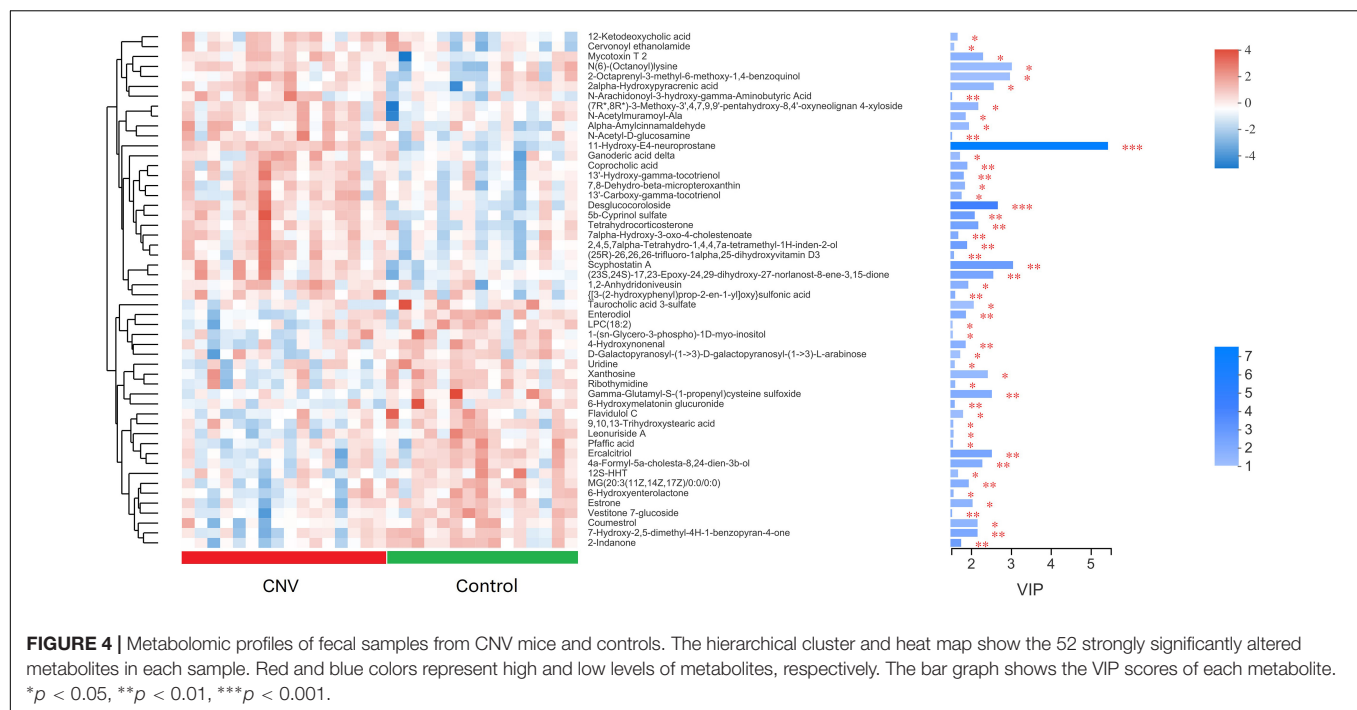 12-Ketodeoxycholic acid *
Cervonoyl ethanolamide *
Mycotoxin T 2 *
N(6)-(Octanoyl)lysine *
2-Octaprenyl-3-methyl-6-methoxy-1,4-benzoquinol *
2alpha-Hydroxypyracrenic acid *
N-Arachidonoyl-3-hydroxy-gamma-Aminobutyric Acid **
(7R*,8R*)-3-Methoxy-3',4,7,9,9'-pentahydroxy-8,4'-oxyneolignan 4-xyloside *
N-Acetylmuramoyl-Ala *
Alpha-Amylcinnamaldehyde *
N-Acetyl-D-glucosamine **
11-Hydroxy-E4-neuroprostane ***
Ganoderic acid delta *
Coprocholic acid **
13'-Hydroxy-gamma-tocotrienol **
7,8-Dehydro-beta-micropteroxanthin *
13'-Carboxy-gamma-tocotrienol *
Desglucocoroloside ***
5b-Cyprinol sulfate **
Tetrahydrocorticosterone **
7alpha-Hydroxy-3-oxo-4-cholestenoate **
2,4,5,7alpha-Tetrahydro-1,4,4,7a-tetramethyl-1H-inden-2-ol **
(25R)-26,26,26-trifluoro-1alpha,25-dihydroxyvitamin D3 **
Scyphostatin A **
(23S,24S)-17,23-Epoxy-24,29-dihydroxy-27-norlanost-8-ene-3,15-dione **
1,2-Anhydridoniveusin *
{[3-(2-hydroxyphenyl)prop-2-en-1-yl]oxy}sulfonic acid **
Taurocholic acid 3-sulfate *
Enterodiol **
LPC(18:2) *
1-(sn-Glycero-3-phospho)-1D-myo-inositol *
4-Hydroxynonenal **
D-Galactopyranosyl-(1->3)-D-galactopyranosyl-(1->3)-L-arabinose *
Uridine *
Xanthosine *
Ribothymidine *
Gamma-Glutamyl-S-(1-propenyl)cysteine sulfoxide **
6-Hydroxymelatonin glucuronide **
Flavidulol C *
9,10,13-Trihydroxystearic acid *
Leonuriside A *
Pfaffic acid *
Ercalcitriol **
4a-Formyl-5a-cholesta-8,24-dien-3b-ol **
12S-HHT *
MG(20:3(11Z,14Z,17Z)/0:0/0:0) **
6-Hydroxyenterolactone *
Estrone *
Vestitone 7-glucoside **
Coumestrol *
7-Hydroxy-2,5-dimethyl-4H-1-benzopyran-4-one **
2-Indanone **
CNV Control
2 3 4 5
VIP
4
2
0
-2
-4
7
6
5
4
3
2
1
FIGURE 4 | Metabolomic profiles of fecal samples from CNV mice and controls. The hierarchical cluster and heat map show the 52 strongly significantly altered
metabolites in each sample. Red and blue colors represent high and low levels of metabolites, respectively. The bar graph shows the VIP scores of each metabolite.
*p < 0.05, **p < 0.01, ***p < 0.001.